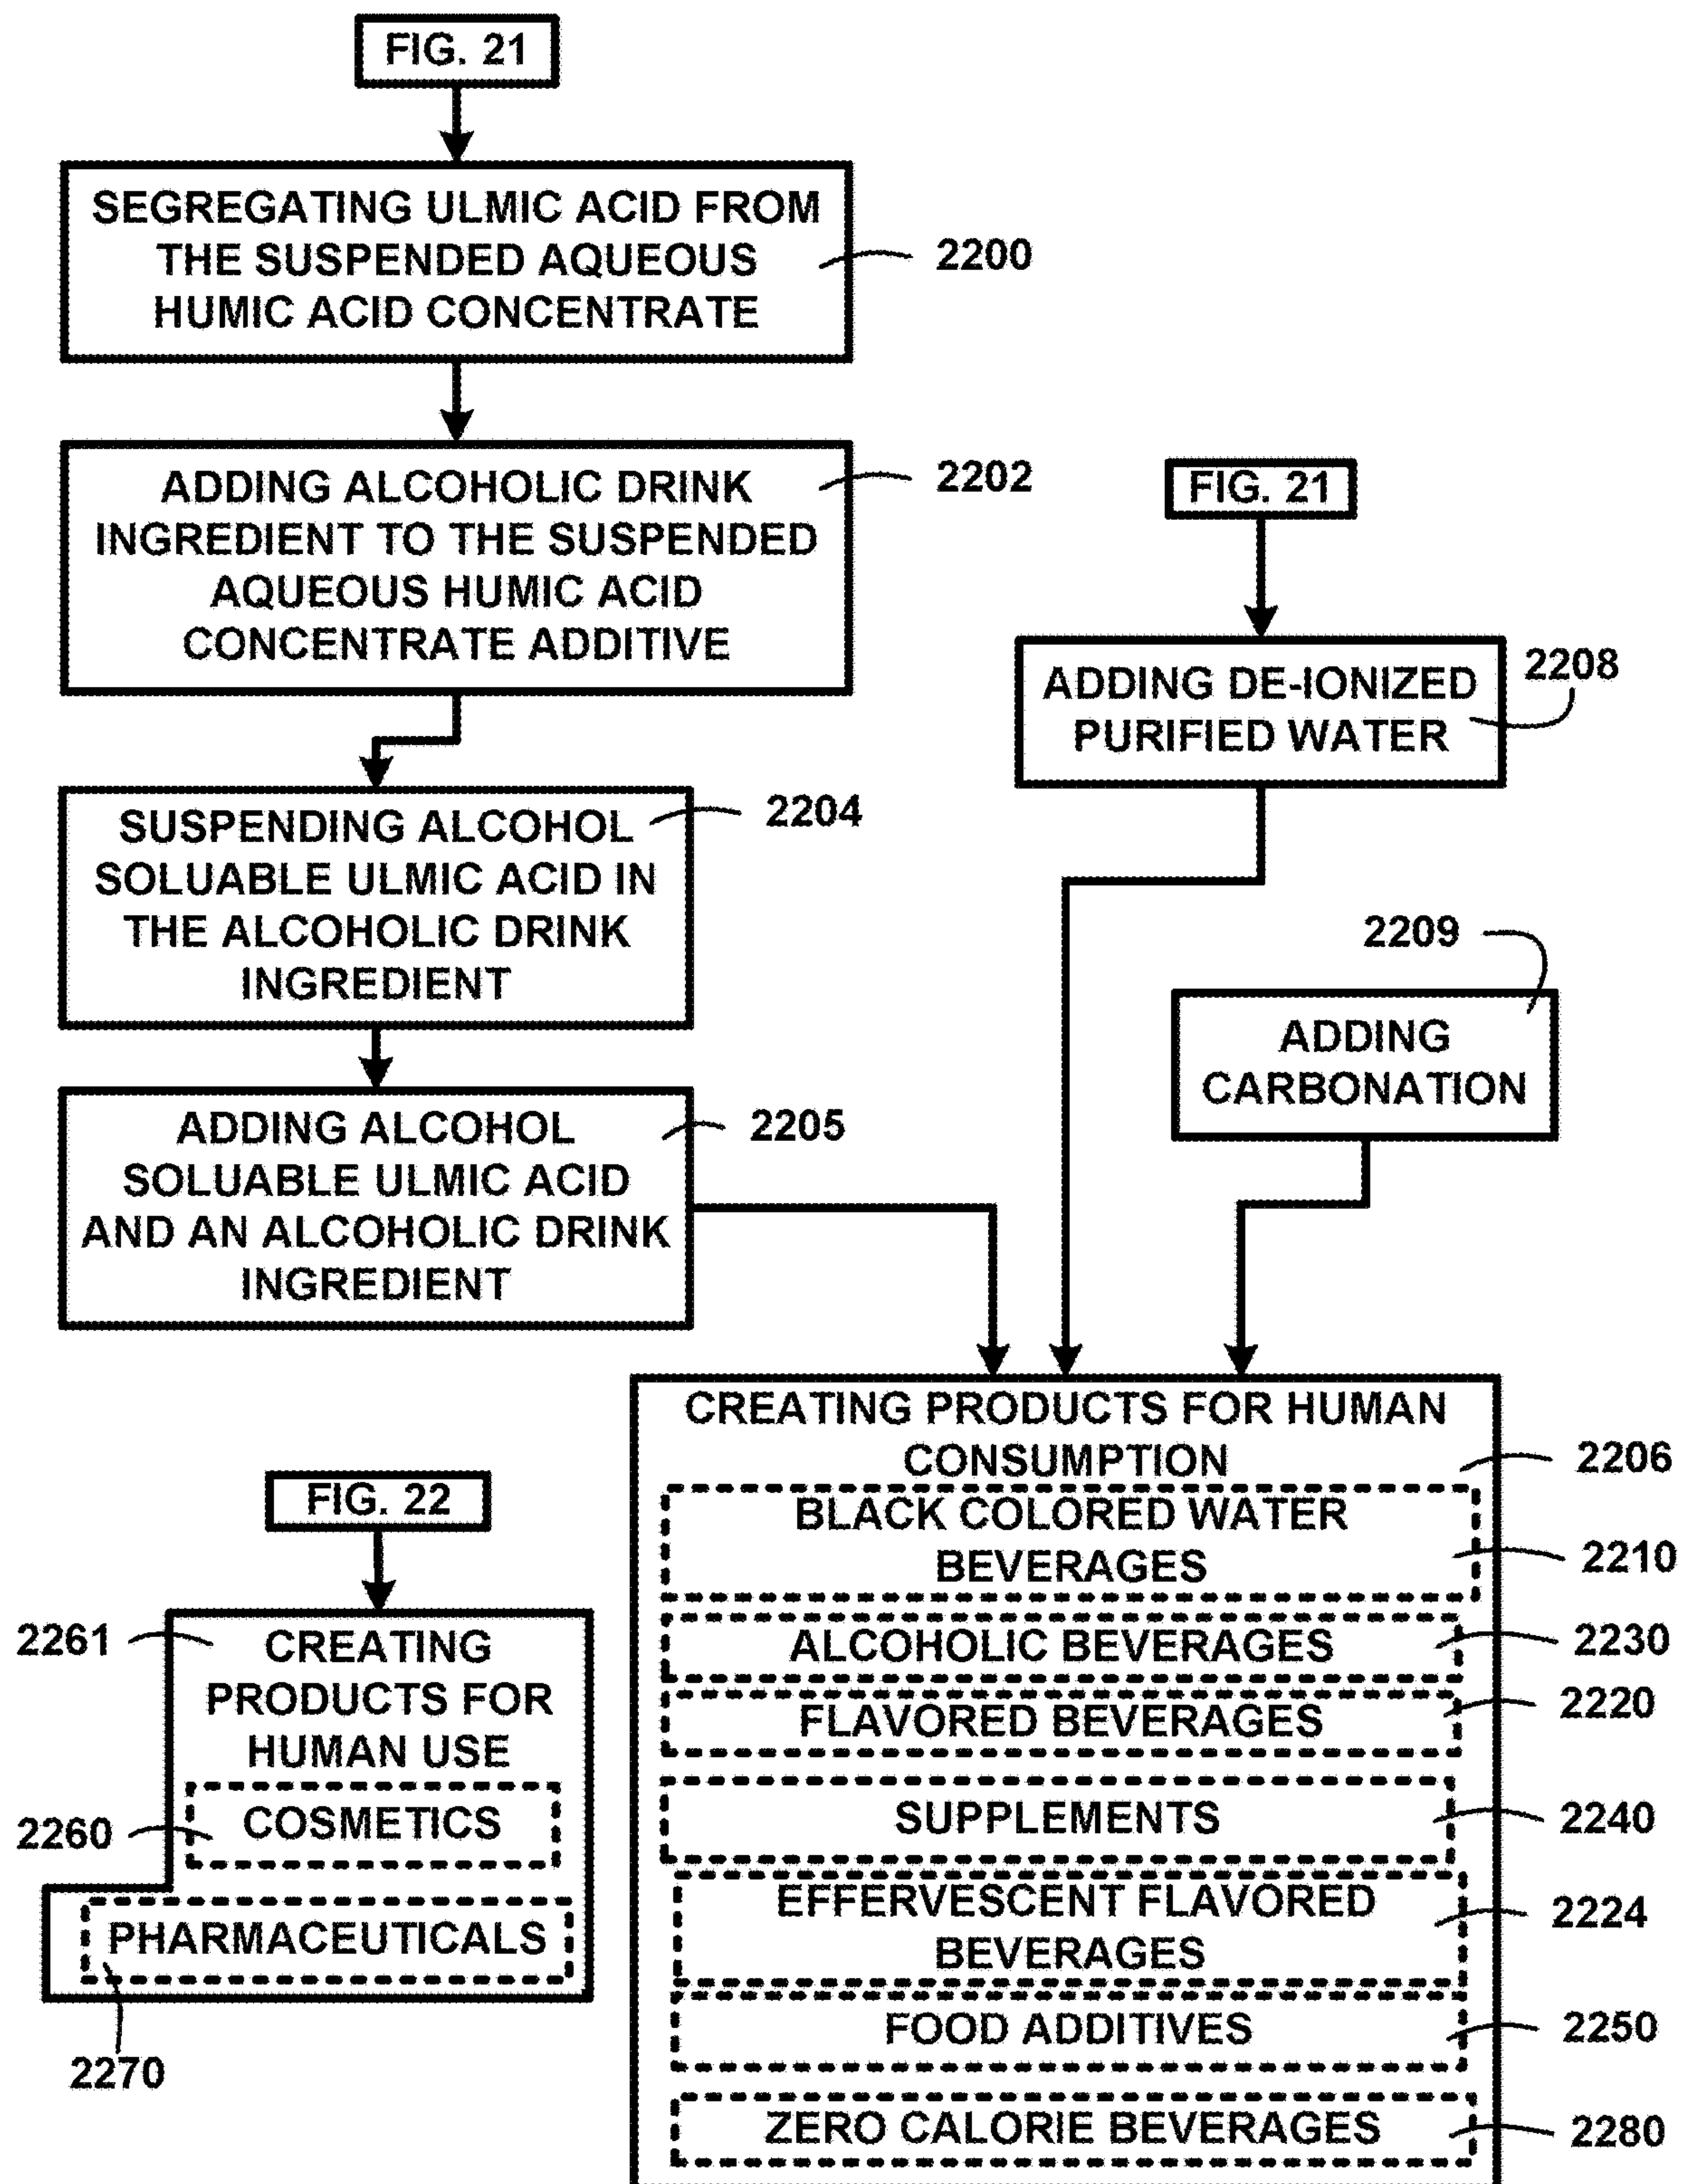 FIG. 21
SEGREGATING ULMIC ACID FROM
THE SUSPENDED AQUEOUS
HUMIC ACID CONCENTRATE
2200
ADDING ALCOHOLIC DRINK
INGREDIENT TO THE SUSPENDED
AQUEOUS HUMIC ACID
CONCENTRATE ADDITIVE
2202
FIG. 21
ADDING DE-IONIZED
PURIFIED WATER
2208
SUSPENDING ALCOHOL
SOLUABLE ULMIC ACID IN
THE ALCOHOLIC DRINK
INGREDIENT
2204
2209
ADDING
CARBONATION
ADDING ALCOHOL
SOLUABLE ULMIC ACID
AND AN ALCOHOLIC DRINK
INGREDIENT
2205
CREATING PRODUCTS FOR HUMAN
CONSUMPTION
2206
BLACK COLORED WATER
BEVERAGES
2210
ALCOHOLIC BEVERAGES
2230
FLAVORED BEVERAGES
2220
SUPPLEMENTS
2240
EFFERVESCENT FLAVORED
BEVERAGES
2224
FOOD ADDITIVES
2250
ZERO CALORIE BEVERAGES
2280
FIG. 22
2261
CREATING
PRODUCTS FOR
HUMAN USE
2260
COSMETICS
PHARMACEUTICALS
2270